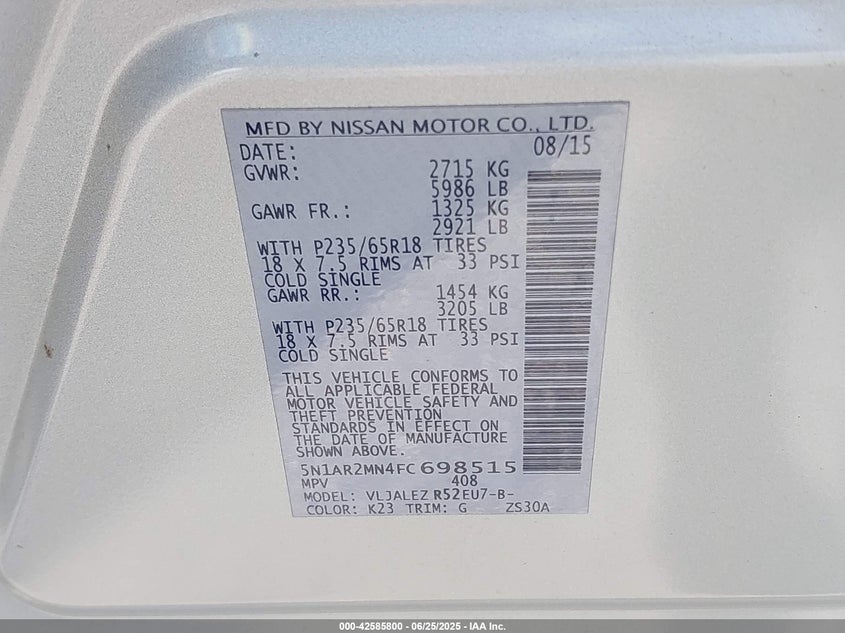 MFD BY NISSAN MOTOR CO., LTD.
DATE: 08/15
GVWR: 2715 KG
5986 LB
GAWR FR.: 1325 KG
2921 LB
WITH P235/65R18 TIRES
18 X 7.5 RIMS AT 33 PSI
COLD SINGLE
GAWR RR.: 1454 KG
3205 LB
WITH P235/65R18 TIRES
18 X 7.5 RIMS AT 33 PSI
COLD SINGLE
THIS VEHICLE CONFORMS TO
ALL APPLICABLE FEDERAL
MOTOR VEHICLE SAFETY AND
THEFT PREVENTION
STANDARDS IN EFFECT ON
THE DATE OF MANUFACTURE
SHOWN ABOVE.
5N1AR2MN4FC698515
MPV 408
MODEL: VLJALEZ R52EU7-B-
COLOR: K23 TRIM: G ZS30A
000-42585800 - 06/25/2025 - IAA Inc.